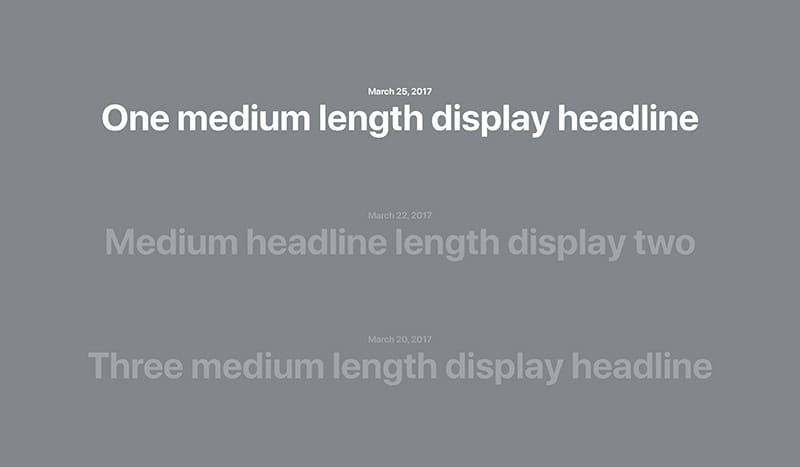 March 25, 2017
One medium length display headline
March 22, 2017
Medium headline length display two
March 20, 2017
Three medium length display headline